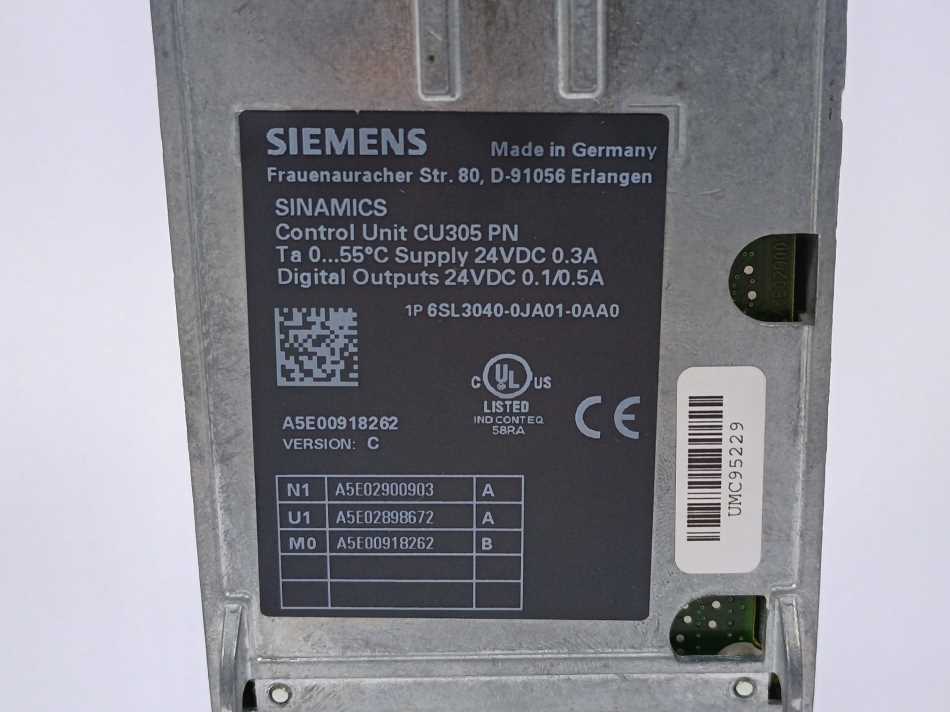 SIEMENS Made in Germany
Frauenauracher Str. 80, D-91056 Erlangen
SINAMICS
Control Unit CU305 PN
Ta 0...55°C Supply 24VDC 0.3A
Digital Outputs 24VDC 0.1/0.5A
1P 6SL3040-0JA01-0AA0
C UL US
LISTED
IND CONT EQ
58RA
CE
A5E00918262
VERSION: C
N1 A5E02900903 A
U1 A5E02898672 A
M0 A5E00918262 B
UMC95229